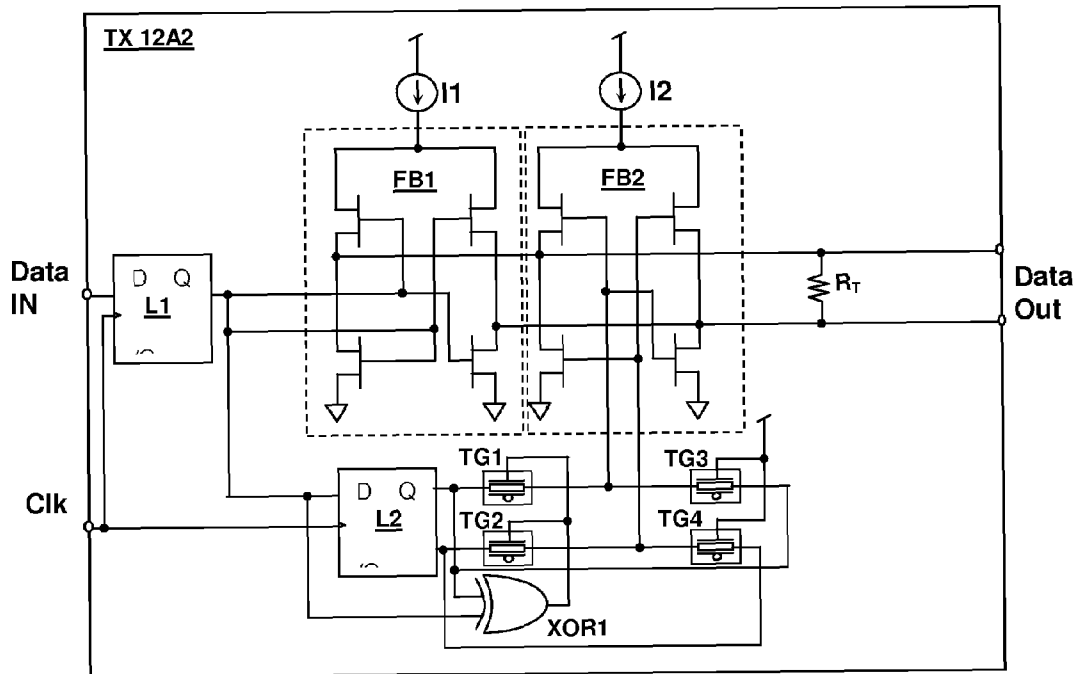 TX 12A2
I1
I2
FB1
FB2
Data
IN
D Q
L1
RT
Data
Out
Clk
D Q
L2
TG1
TG2
TG3
TG4
XOR1